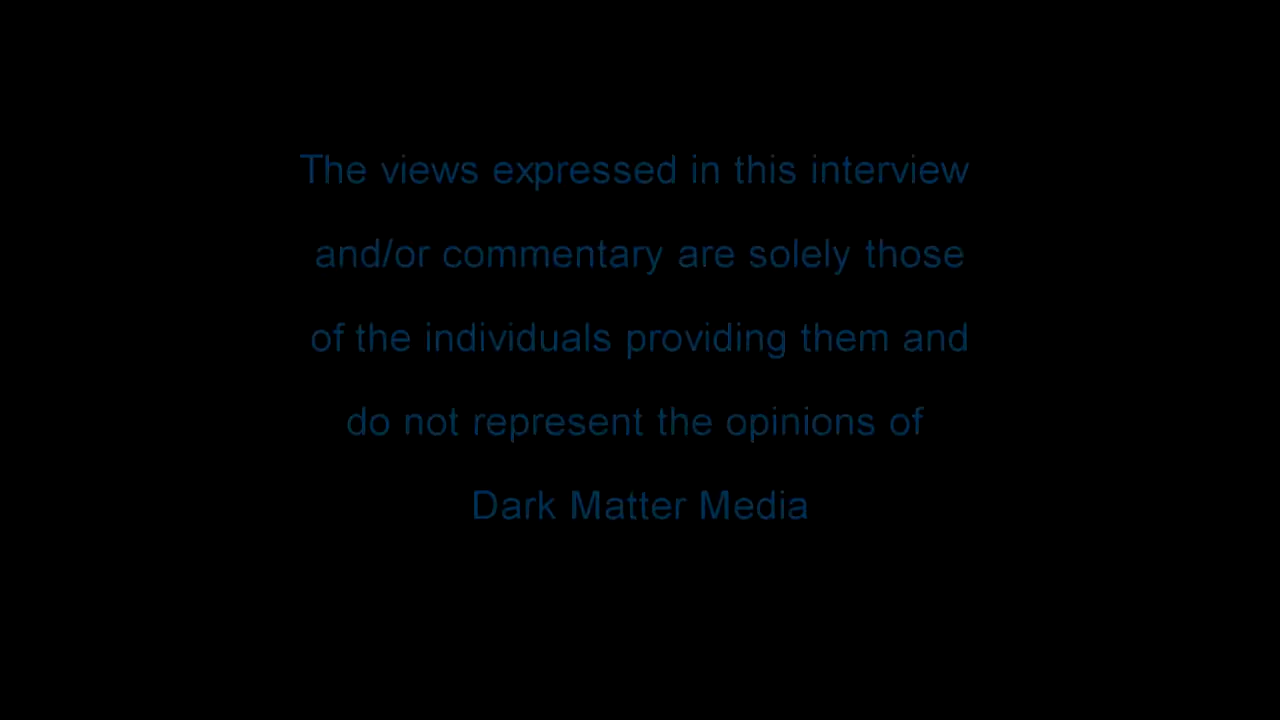 The views expressed in this interview
and/or commentary are solely those
of the individuals providing them and
do not represent the opinions of
Dark Matter Media